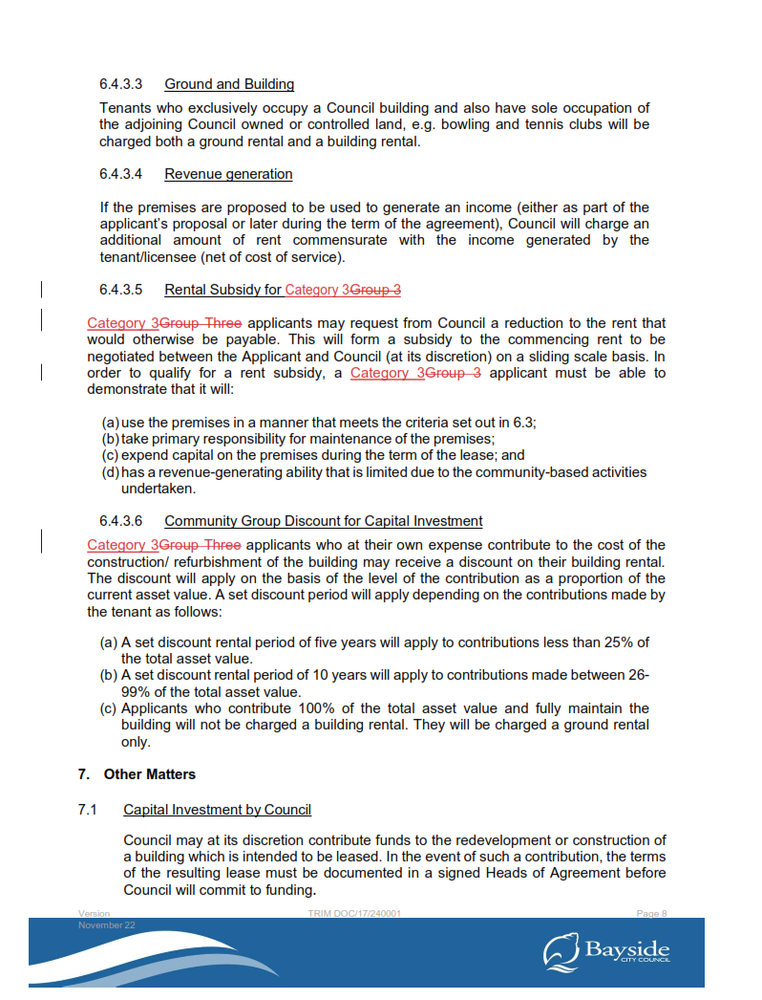 6.4.3.3 Ground and Building
Tenants who exclusively occupy a Council building and also have sole occupation of
the adjoining Council owned or controlled land, e.g. bowling and tennis clubs will be
charged both a ground rental and a building rental.
6.4.3.4 Revenue generation
If the premises are proposed to be used to generate an income (either as part of the
applicant's proposal or later during the term of the agreement), Council will charge an
additional amount of rent commensurate with the income generated by the
tenant/licensee (net of cost of service).
6.4.3.5 Rental Subsidy for Category 3Group 3
Category 3Group Three applicants may request from Council a reduction to the rent that
would otherwise be payable. This will form a subsidy to the commencing rent to be
negotiated between the Applicant and Council (at its discretion) on a sliding scale basis. In
order to qualify for a rent subsidy, a Category 3Group 3 applicant must be able to
demonstrate that it will:
(a) use the premises in a manner that meets the criteria set out in 6.3;
(b) take primary responsibility for maintenance of the premises;
(c) expend capital on the premises during the term of the lease; and
(d) has a revenue-generating ability that is limited due to the community-based activities
undertaken.
6.4.3.6 Community Group Discount for Capital Investment
Category 3Group Three applicants who at their own expense contribute to the cost of the
construction/ refurbishment of the building may receive a discount on their building rental.
The discount will apply on the basis of the level of the contribution as a proportion of the
current asset value. A set discount period will apply depending on the contributions made by
the tenant as follows:
(a) A set discount rental period of five years will apply to contributions less than 25% of
the total asset value.
(b) A set discount rental period of 10 years will apply to contributions made between 26-
99% of the total asset value.
(c) Applicants who contribute 100% of the total asset value and fully maintain the
building will not be charged a building rental. They will be charged a ground rental
only.
7. Other Matters
7.1 Capital Investment by Council
Council may at its discretion contribute funds to the redevelopment or construction of
a building which is intended to be leased. In the event of such a contribution, the terms
of the resulting lease must be documented in a signed Heads of Agreement before
Council will commit to funding.
Version TRIM DOC/17/240001 Page 8
November 22
Bayside
CITY COUNCIL